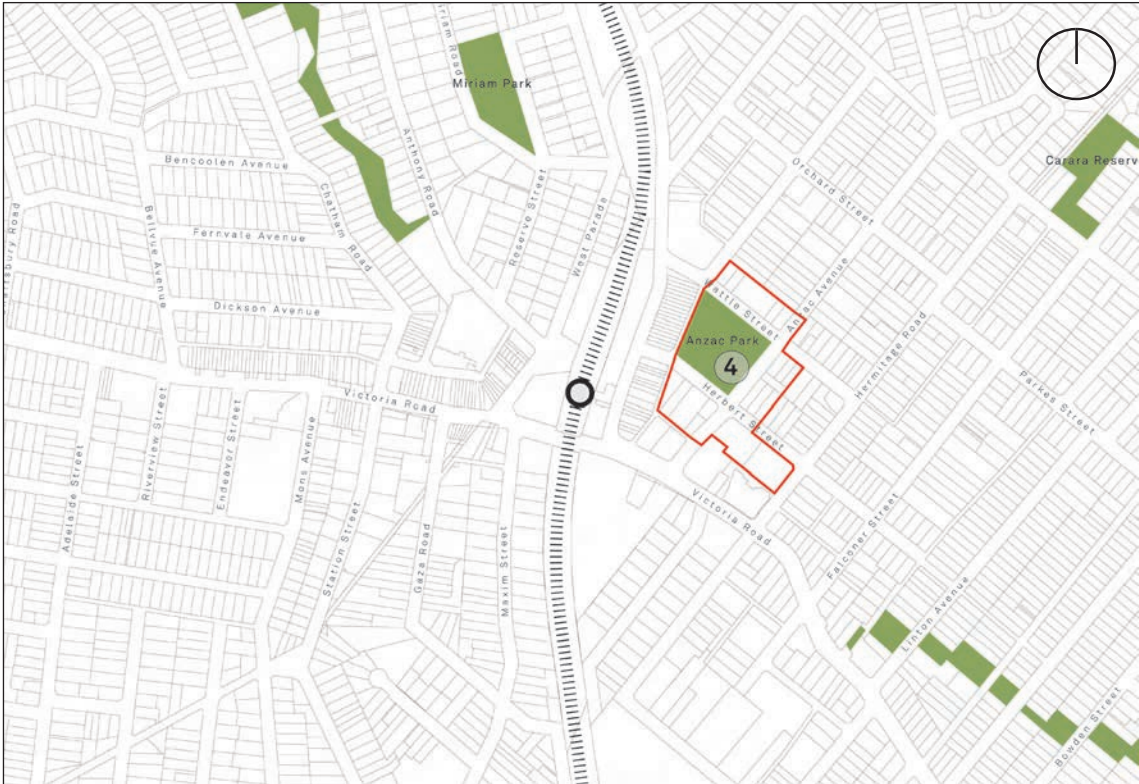 Miriam Road
Miriam Park
Carara Reserv
Bencoolen Avenue
Anthony Road
Orchard Street
Chatham Road
Reserve Street
West Parade
Bellvue Avenue
Fernvale Avenue
Wattle Street
Anzac Avenue
Dickson Avenue
Anzac Park
4
Hermitage Road
Parkes Street
Herbert Street
Victoria Road
Riverview Street
Endeavor Street
Mons Avenue
Adelaide Street
Station Street
Gaza Road
Maxim Street
Victoria Road
Falconer Street
Linton Avenue
Bowden Street